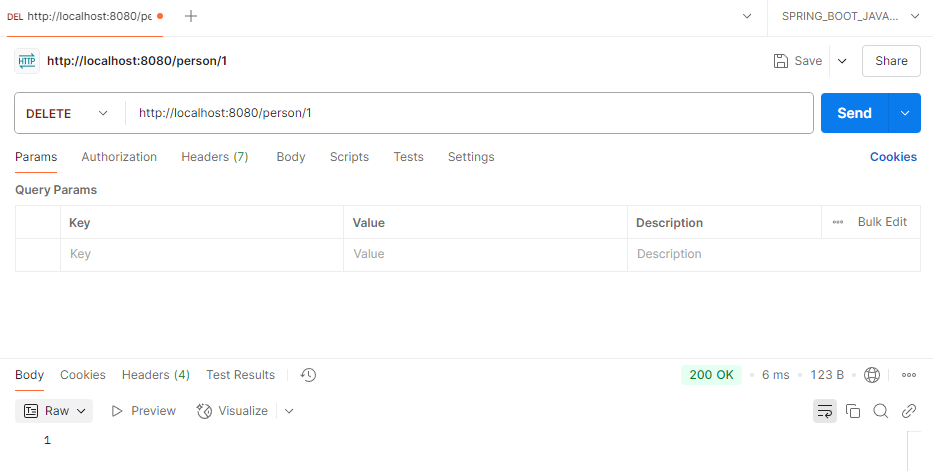 DEL http://localhost:8080/pe
SPRING_BOOT_JAVA...
HTTP http://localhost:8080/person/1 Save Share
DELETE http://localhost:8080/person/1 Send
Params Authorization Headers (7) Body Scripts Tests Settings Cookies
Query Params
Key Value Description Bulk Edit
Key Value Description
Body Cookies Headers (4) Test Results 200 OK • 6 ms • 123 B
Raw Preview Visualize
1